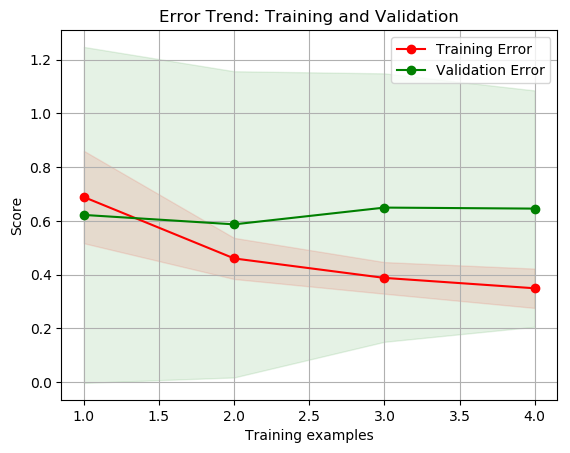 Error Trend: Training and Validation
Training Error
Validation Error
Score
1.2
1.0
0.8
0.6
0.4
0.2
0.0
1.0 1.5 2.0 2.5 3.0 3.5 4.0
Training examples